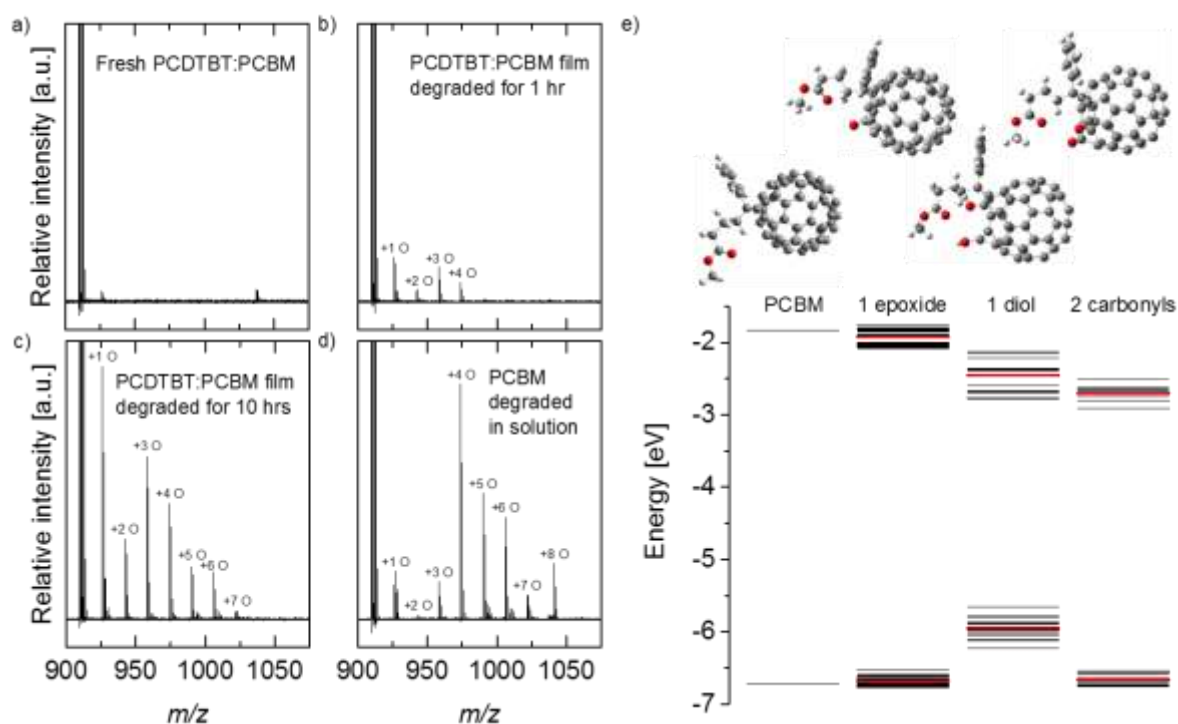 a)
Fresh PCDTBT:PCBM
b)
PCDTBT:PCBM film
degraded for 1 hr
+1 O
+2 O
+3 O
+4 O
Relative intensity [a.u.]
c)
PCDTBT:PCBM film
degraded for 10 hrs
+1 O
+2 O
+3 O
+4 O
+5 O
+6 O
+7 O
d)
PCBM
degraded
in solution
+1 O
+2 O
+3 O
+4 O
+5 O
+6 O
+7 O
+8 O
Relative intensity [a.u.]
900 950 1000 1050
900 950 1000 1050
m/z
m/z
e)
PCBM 1 epoxide 1 diol 2 carbonyls
-2
-3
-4
-5
-6
-7
Energy [eV]